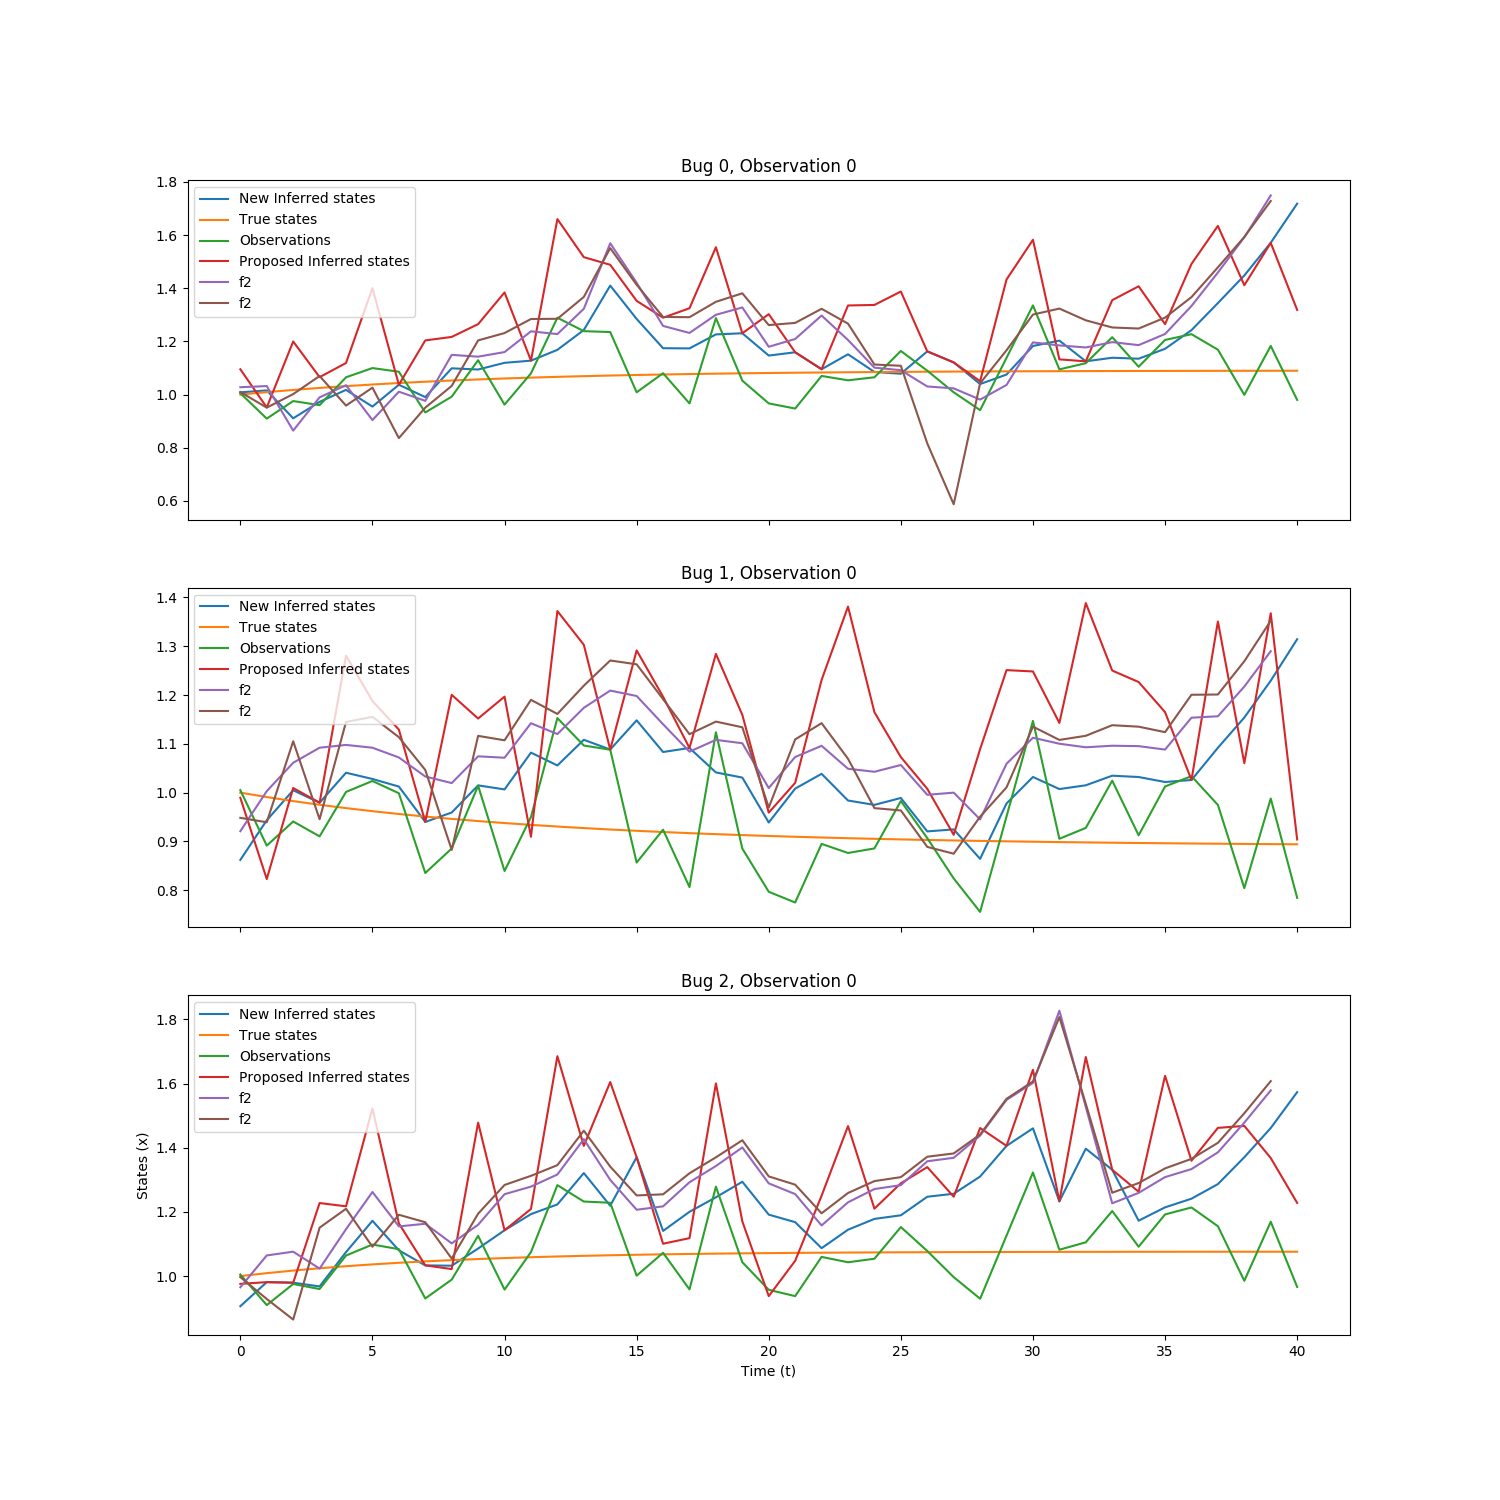 Bug 0, Observation 0
1.8
1.6
1.4
1.2
1.0
0.8
0.6
New Inferred states
True states
Observations
Proposed Inferred states
f2
f2
Bug 1, Observation 0
1.4
1.3
1.2
1.1
1.0
0.9
0.8
New Inferred states
True states
Observations
Proposed Inferred states
f2
f2
Bug 2, Observation 0
States (x)
1.8
1.6
1.4
1.2
1.0
New Inferred states
True states
Observations
Proposed Inferred states
f2
f2
0 5 10 15 20 25 30 35 40
Time (t)